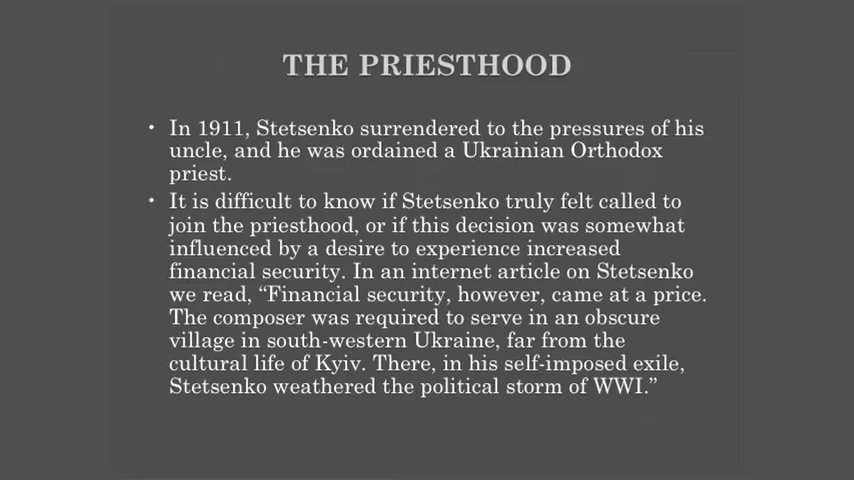 THE PRIESTHOOD
• In 1911, Stetsenko surrendered to the pressures of his
uncle, and he was ordained a Ukrainian Orthodox
priest.
• It is difficult to know if Stetsenko truly felt called to
join the priesthood, or if this decision was somewhat
influenced by a desire to experience increased
financial security. In an internet article on Stetsenko
we read, “Financial security, however, came at a price.
The composer was required to serve in an obscure
village in south-western Ukraine, far from the
cultural life of Kyiv. There, in his self-imposed exile,
Stetsenko weathered the political storm of WWI.”